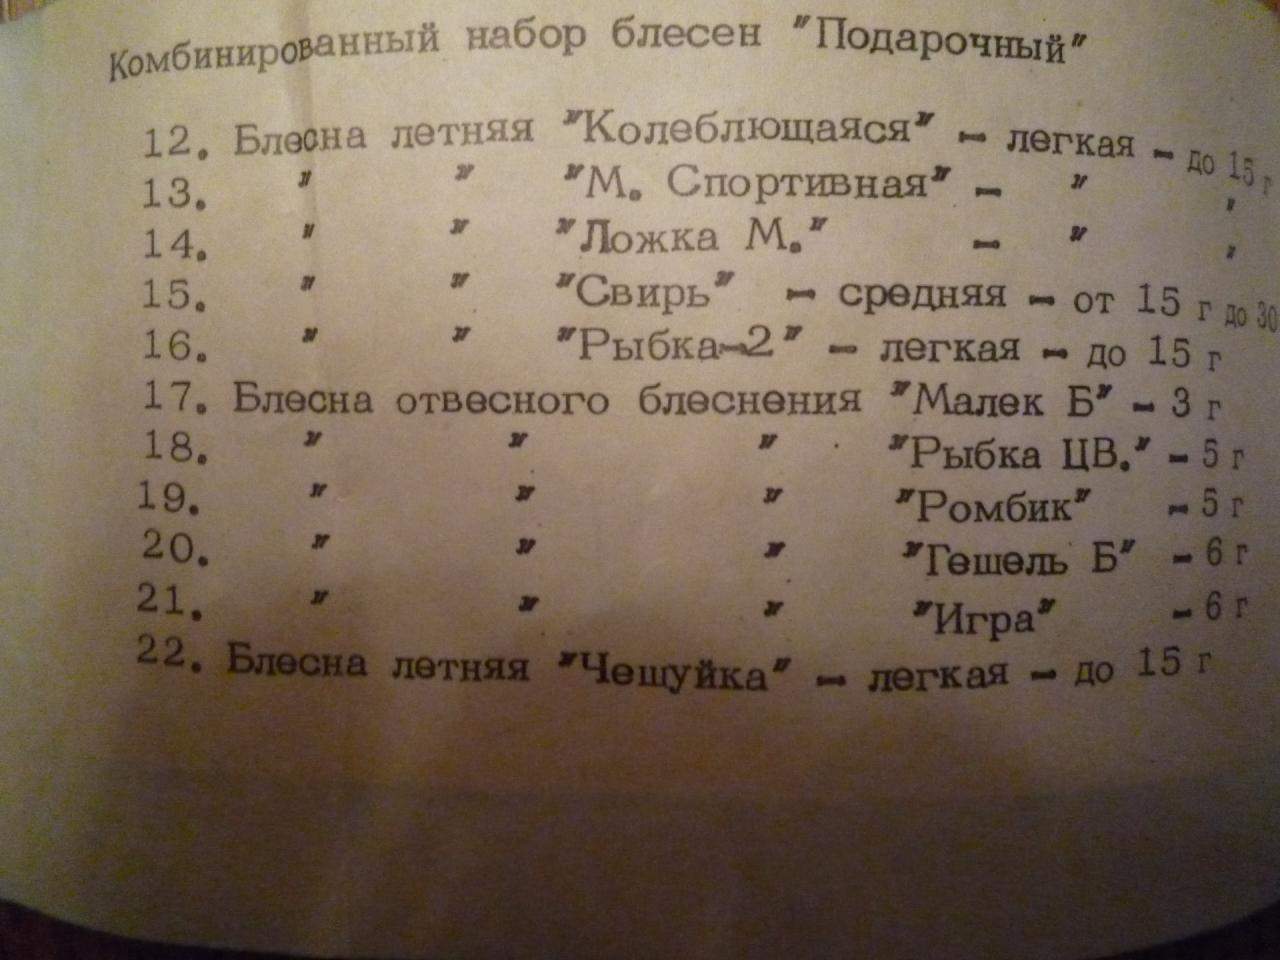 Комбинированный набор блесен "Подарочный"
12. Блесна летняя "Колеблющаяся" - легкая - до 15 г
13. " " "М. Спортивная" - " "
14. " " "Ложка М." - " "
15. " " "Свирь" - средняя - от 15 г до 30
16. " " "Рыбка-2" - легкая - до 15 г
17. Блесна отвесного блеснения "Малек Б" - 3 г
18. " " " "Рыбка ЦВ." - 5 г
19. " " " "Ромбик" - 5 г
20. " " " "Гешель Б" - 6 г
21. " " " "Игра" - 6 г
22. Блесна летняя "Чешуйка" - легкая - до 15 г